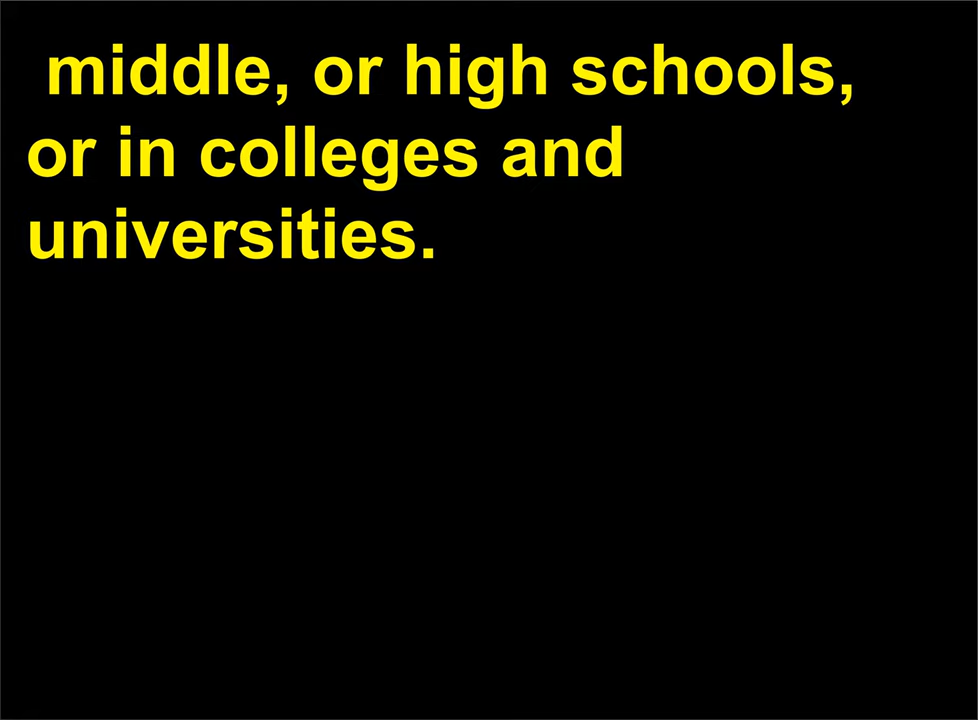 middle, or high schools,
or in colleges and
universities.